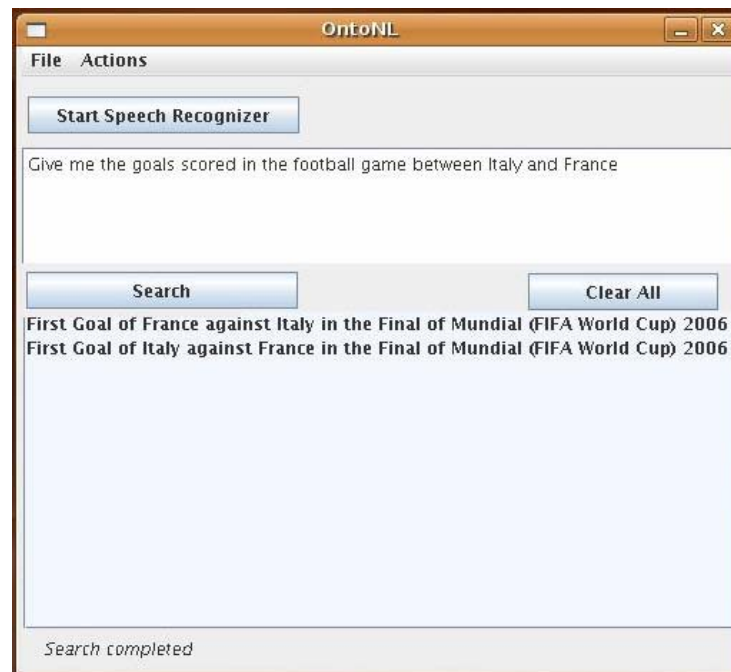 OntoNL
File Actions
Start Speech Recognizer
Give me the goals scored in the football game between Italy and France
Search Clear All
First Goal of France against Italy in the Final of Mundial (FIFA World Cup) 2006
First Goal of Italy against France in the Final of Mundial (FIFA World Cup) 2006
Search completed